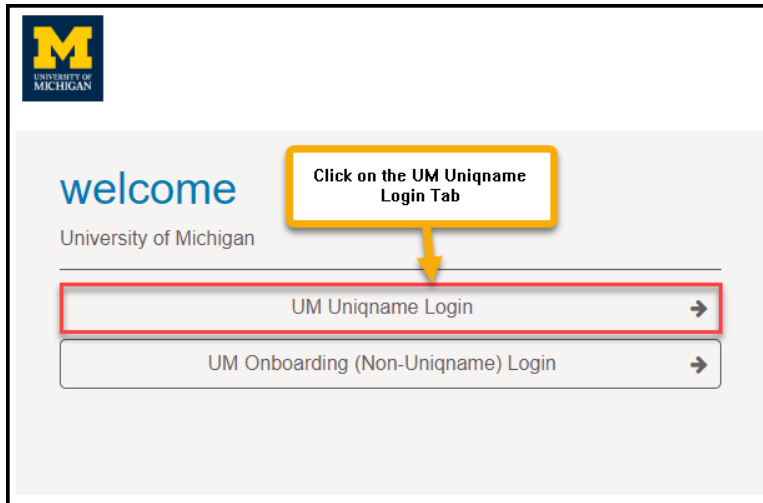 M
UNIVERSITY OF
MICHIGAN
welcome
University of Michigan
Click on the UM Uniqname
Login Tab
UM Uniqname Login
UM Onboarding (Non-Uniqname) Login